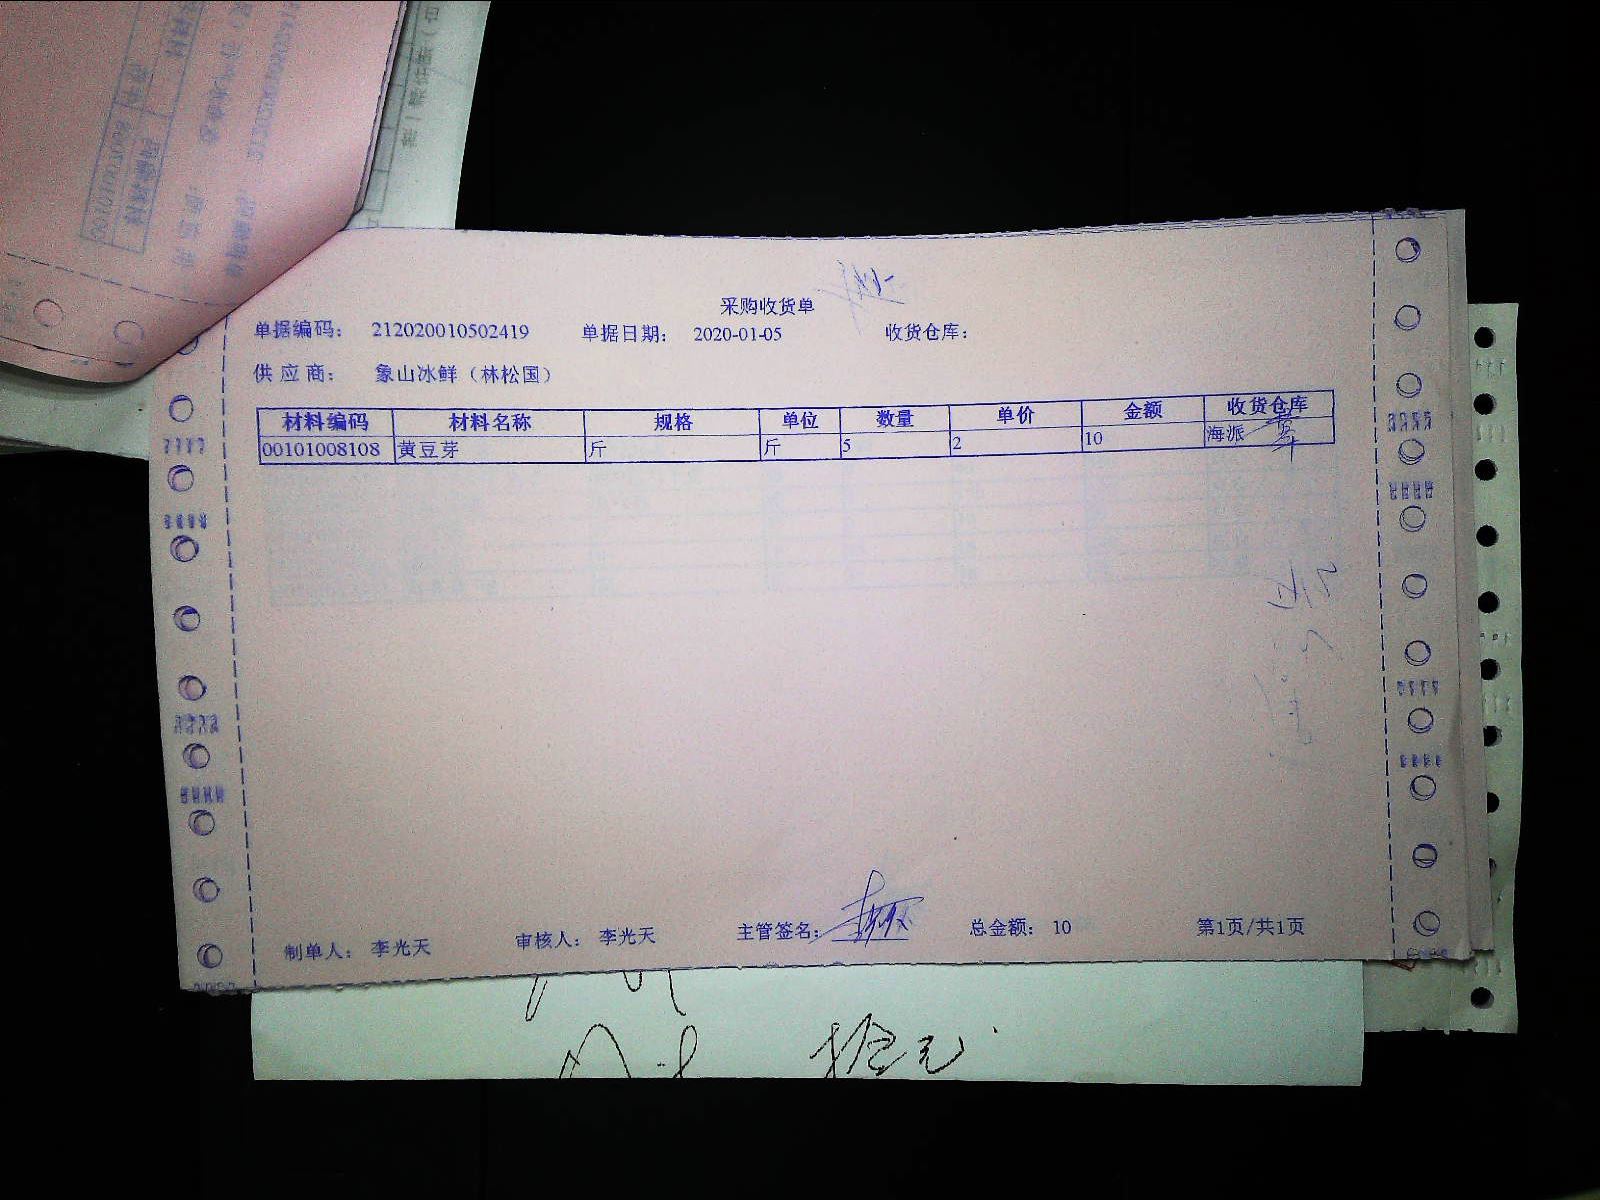 采购收货单
单据编码： 212020010502419 单据日期： 2020-01-05 收货仓库：
供应商： 象山冰鲜（林松国）
材料编码 材料名称 规格 单位 数量 单价 金额 收货仓库
00101008108 黄豆芽 斤 斤 5 2 10 海派
制单人： 李光天 审核人： 李光天 主管签名： 总金额： 10 第1页/共1页